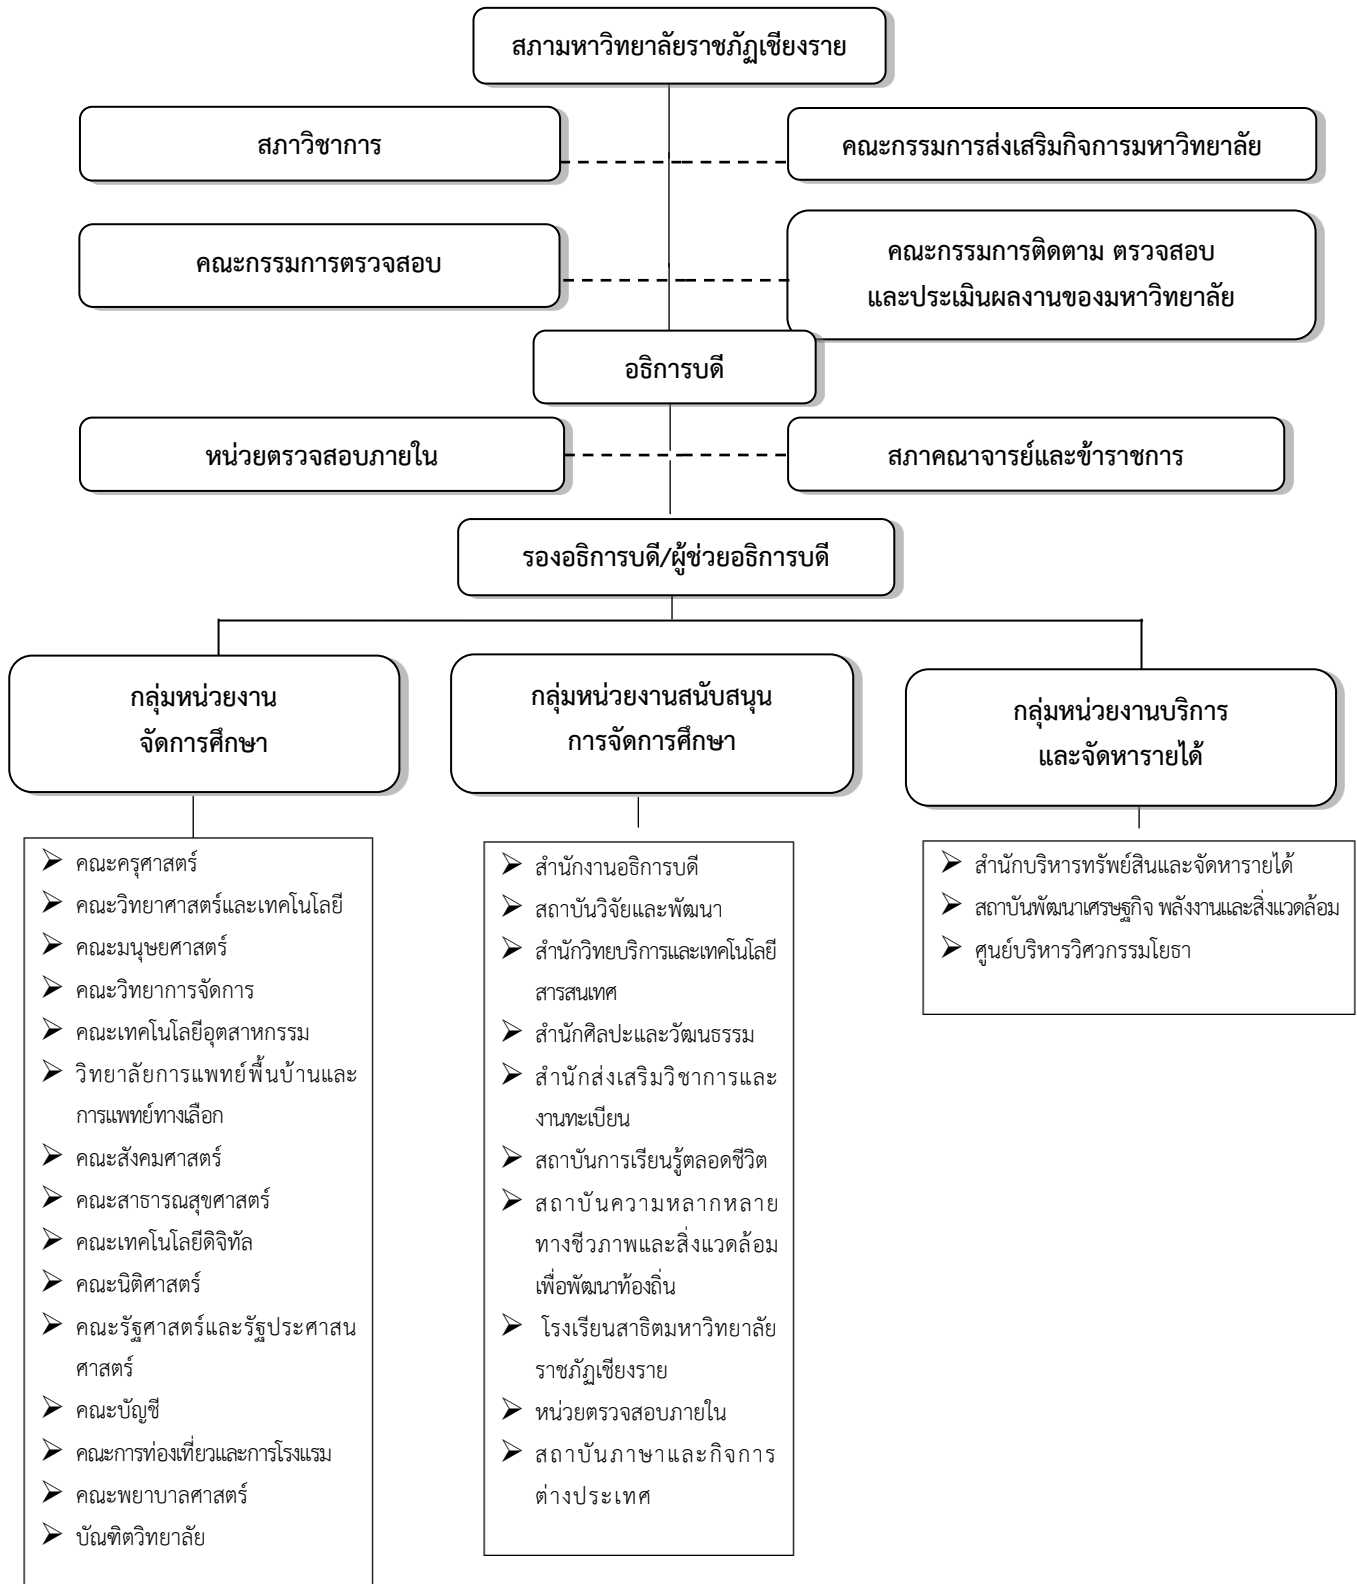 สภามหาวิทยาลัยราชภัฏเชียงราย
สภาวิชาการ
คณะกรรมการส่งเสริมกิจการมหาวิทยาลัย
คณะกรรมการตรวจสอบ
คณะกรรมการติดตาม ตรวจสอบ
และประเมินผลงานของมหาวิทยาลัย
อธิการบดี
หน่วยตรวจสอบภายใน
สภาคณาจารย์และข้าราชการ
รองอธิการบดี/ผู้ช่วยอธิการบดี
กลุ่มหน่วยงาน
จัดการศึกษา
กลุ่มหน่วยงานสนับสนุน
การจัดการศึกษา
กลุ่มหน่วยงานบริการ
และจัดหารายได้
คณะครุศาสตร์
คณะวิทยาศาสตร์และเทคโนโลยี
คณะมนุษยศาสตร์
คณะวิทยาการจัดการ
คณะเทคโนโลยีอุตสาหกรรม
วิทยาลัยการแพทย์พื้นบ้านและ
การแพทย์ทางเลือก
คณะสังคมศาสตร์
คณะสาธารณสุขศาสตร์
คณะเทคโนโลยีดิจิทัล
คณะนิติศาสตร์
คณะรัฐศาสตร์และรัฐประศาสน
ศาสตร์
คณะบัญชี
คณะการท่องเที่ยวและการโรงแรม
คณะพยาบาลศาสตร์
บัณฑิตวิทยาลัย
สำนักงานอธิการบดี
สถาบันวิจัยและพัฒนา
สำนักวิทยบริการและเทคโนโลยี
สารสนเทศ
สำนักศิลปะและวัฒนธรรม
สำนักส่งเสริมวิชาการและ
งานทะเบียน
สถาบันการเรียนรู้ตลอดชีวิต
สถาบันความหลากหลาย
ทางชีวภาพและสิ่งแวดล้อม
เพื่อพัฒนาท้องถิ่น
โรงเรียนสาธิตมหาวิทยาลัย
ราชภัฏเชียงราย
หน่วยตรวจสอบภายใน
สถาบันภาษาและกิจการ
ต่างประเทศ
สำนักบริหารทรัพย์สินและจัดหารายได้
สถาบันพัฒนาเศรษฐกิจ พลังงานและสิ่งแวดล้อม
ศูนย์บริหารวิศวกรรมโยธา